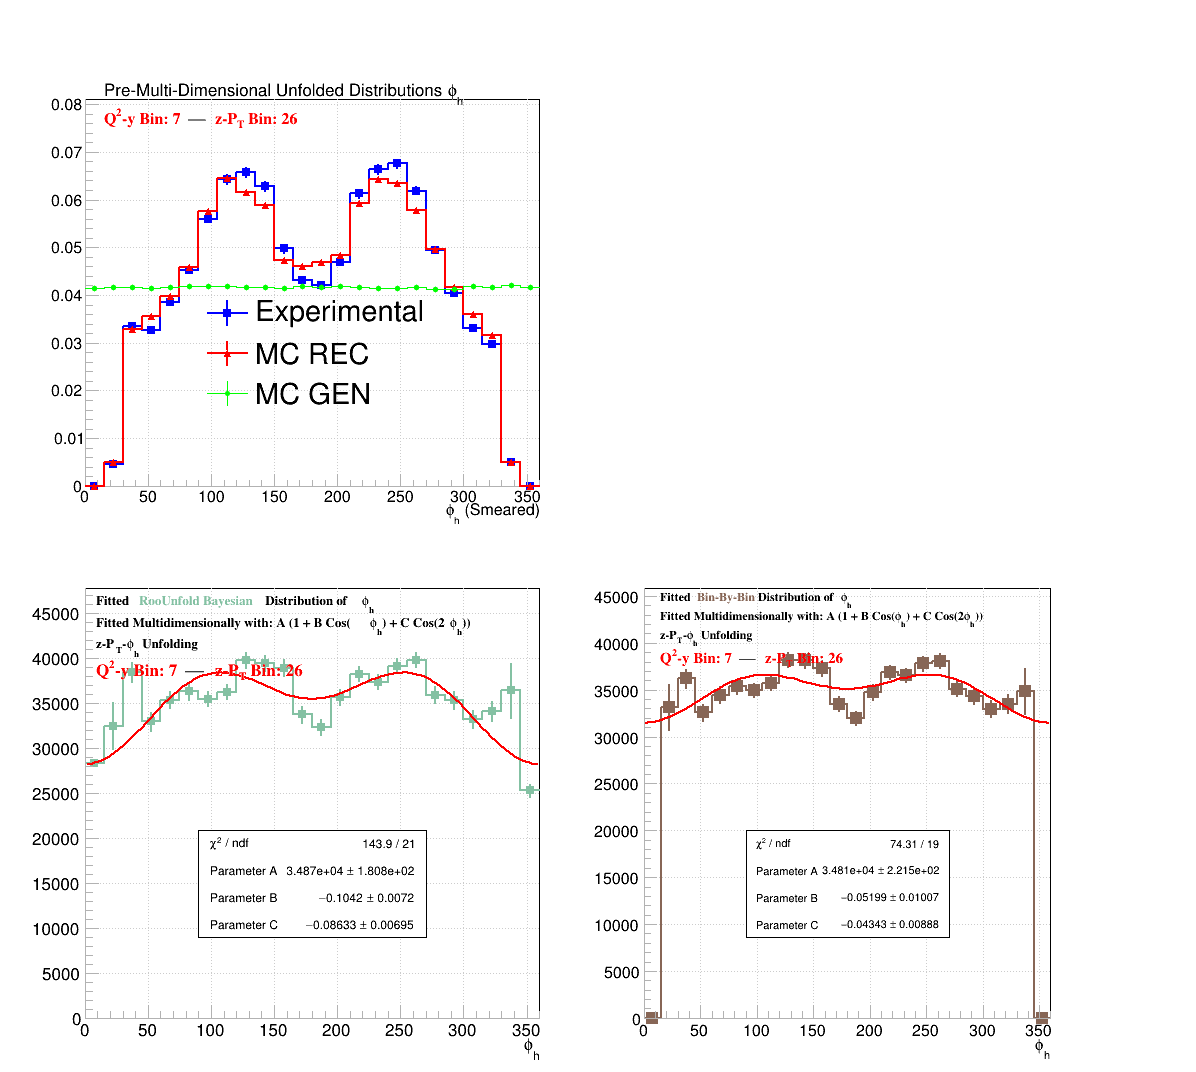 Pre-Multi-Dimensional Unfolded Distributions ϕh
Q2-y Bin: 7 — z-PT Bin: 26
0.08
0.07
0.06
0.05
0.04
0.03
0.02
0.01
0
Experimental
MC REC
MC GEN
0 50 100 150 200 250 300 350
ϕh (Smeared)
Fitted RooUnfold Bayesian Distribution of ϕh
Fitted Multidimensionally with: A (1 + B Cos( ϕh) + C Cos(2 ϕh))
z-PT-ϕh Unfolding
Q2-y Bin: 7 — z-PT Bin: 26
45000
40000
35000
30000
25000
20000
15000
10000
5000
0
χ2 / ndf 143.9 / 21
Parameter A 3.487e+04 ± 1.808e+02
Parameter B −0.1042 ± 0.0072
Parameter C −0.08633 ± 0.00695
0 50 100 150 200 250 300 350
ϕh
Fitted Bin-By-Bin Distribution of ϕh
Fitted Multidimensionally with: A (1 + B Cos(ϕh) + C Cos(2ϕh))
z-PT-ϕh Unfolding
Q2-y Bin: 7 — z-PT Bin: 26
45000
40000
35000
30000
25000
20000
15000
10000
5000
0
χ2 / ndf 74.31 / 19
Parameter A 3.481e+04 ± 2.215e+02
Parameter B −0.05199 ± 0.01007
Parameter C −0.04343 ± 0.00888
0 50 100 150 200 250 300 350
ϕh